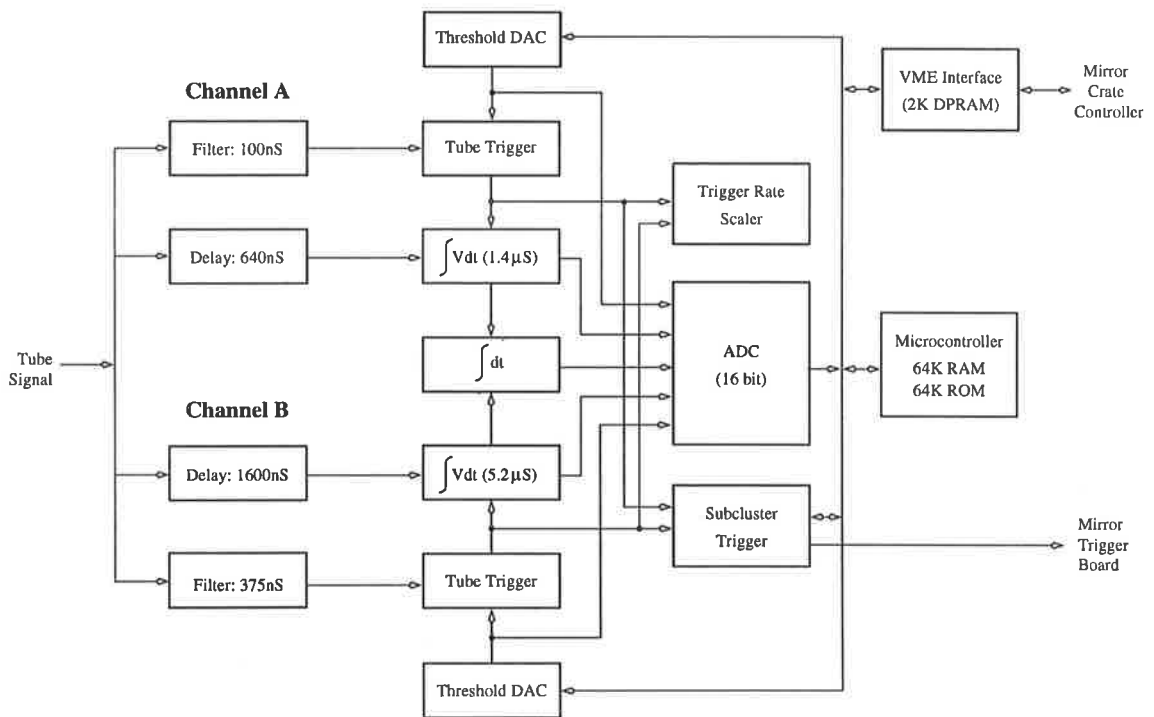 Threshold DAC
VME Interface
(2K DPRAM)
Mirror
Crate
Controller
Channel A
Filter: 100nS
Tube Trigger
Trigger Rate
Scaler
Delay: 640nS
∫Vdt (1.4μS)
Tube
Signal
∫dt
ADC
(16 bit)
Microcontroller
64K RAM
64K ROM
Channel B
Delay: 1600nS
∫Vdt (5.2μS)
Subcluster
Trigger
Mirror
Trigger
Board
Filter: 375nS
Tube Trigger
Threshold DAC